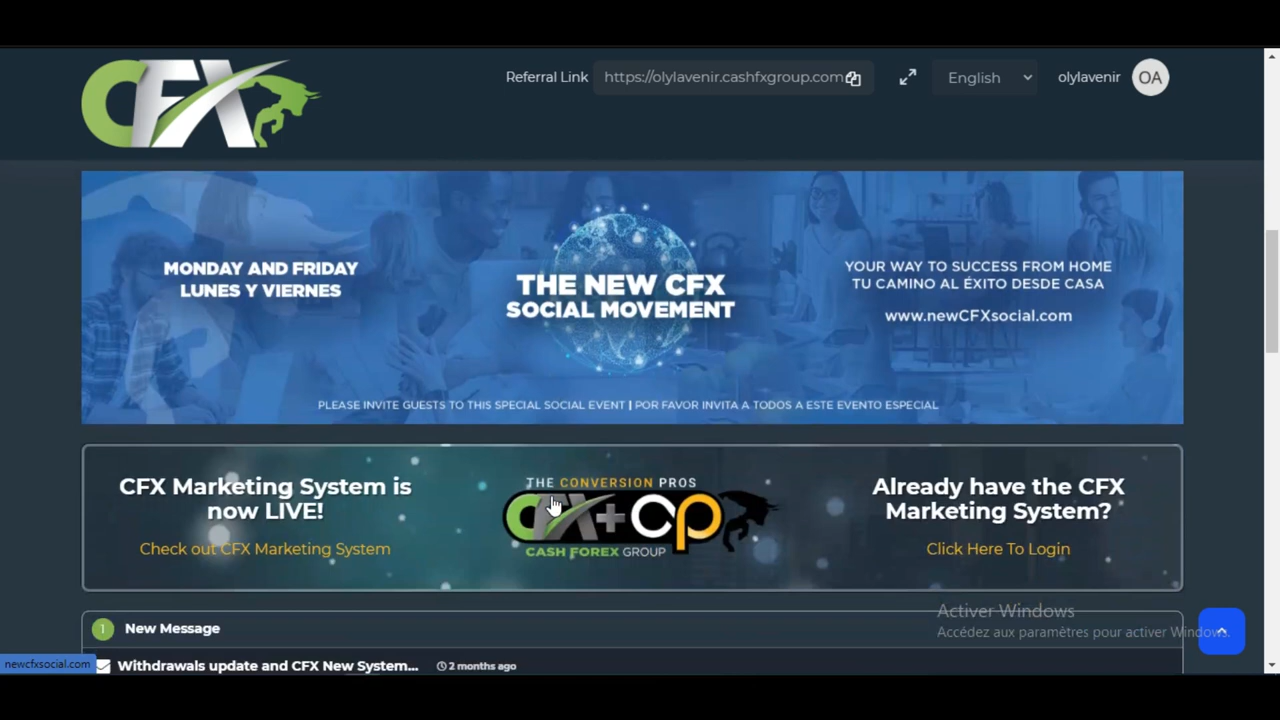 CFX
Referral Link https://olylavenir.cashfxgroup.com English olylavenir OA
MONDAY AND FRIDAY
LUNES Y VIERNES
THE NEW CFX
SOCIAL MOVEMENT
YOUR WAY TO SUCCESS FROM HOME
TU CAMINO AL ÉXITO DESDE CASA
www.newCFXsocial.com
PLEASE INVITE GUESTS TO THIS SPECIAL SOCIAL EVENT | POR FAVOR INVITA A TODOS A ESTE EVENTO ESPECIAL
CFX Marketing System is
now LIVE!
Check out CFX Marketing System
THE CONVERSION PROS
CFX+CP
CASH FOREX GROUP
Already have the CFX
Marketing System?
Click Here To Login
Activer Windows
Accédez aux paramètres pour activer Windows.
1 New Message
newcfxsocial.com
Withdrawals update and CFX New System... 2 months ago